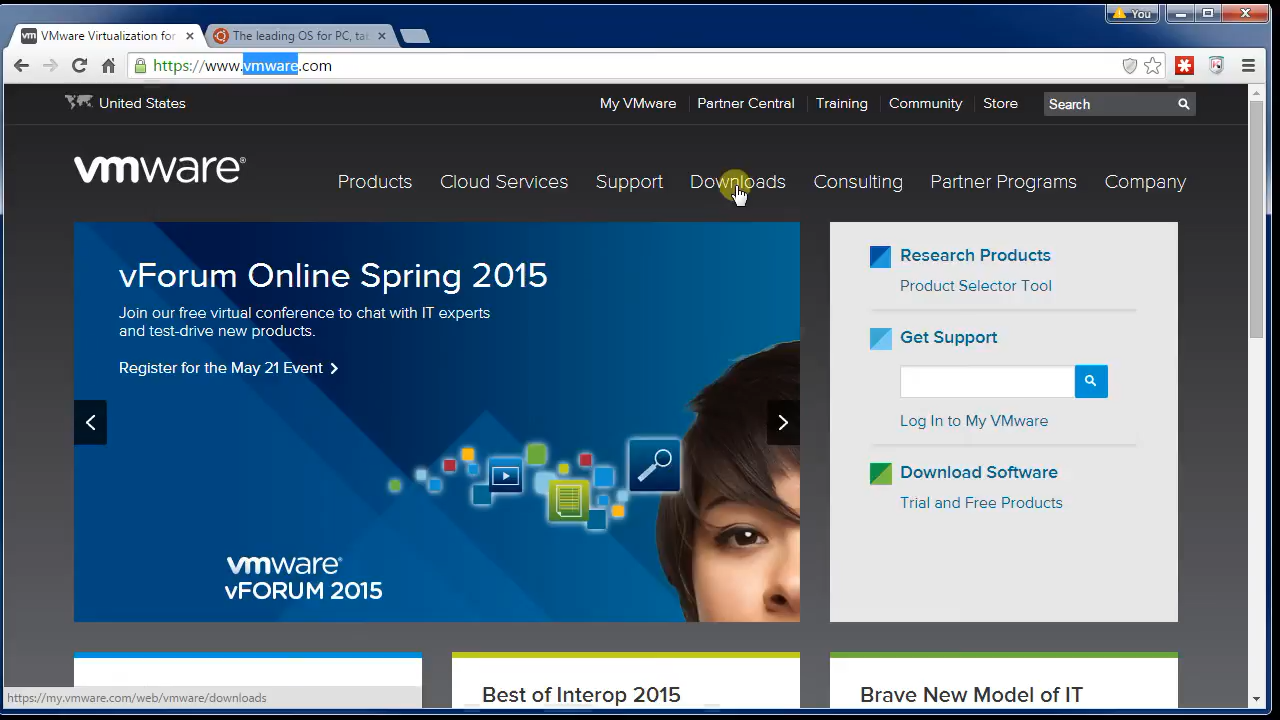 You
VMware Virtualization for
The leading OS for PC, tab
https://www.vmware.com
United States
My VMware
Partner Central
Training
Community
Store
Search
vmware®
Products
Cloud Services
Support
Downloads
Consulting
Partner Programs
Company
vForum Online Spring 2015
Join our free virtual conference to chat with IT experts
and test-drive new products.
Register for the May 21 Event
vmware®
vFORUM 2015
Research Products
Product Selector Tool
Get Support
Log In to My VMware
Download Software
Trial and Free Products
Best of Interop 2015
Brave New Model of IT
https://my.vmware.com/web/vmware/downloads